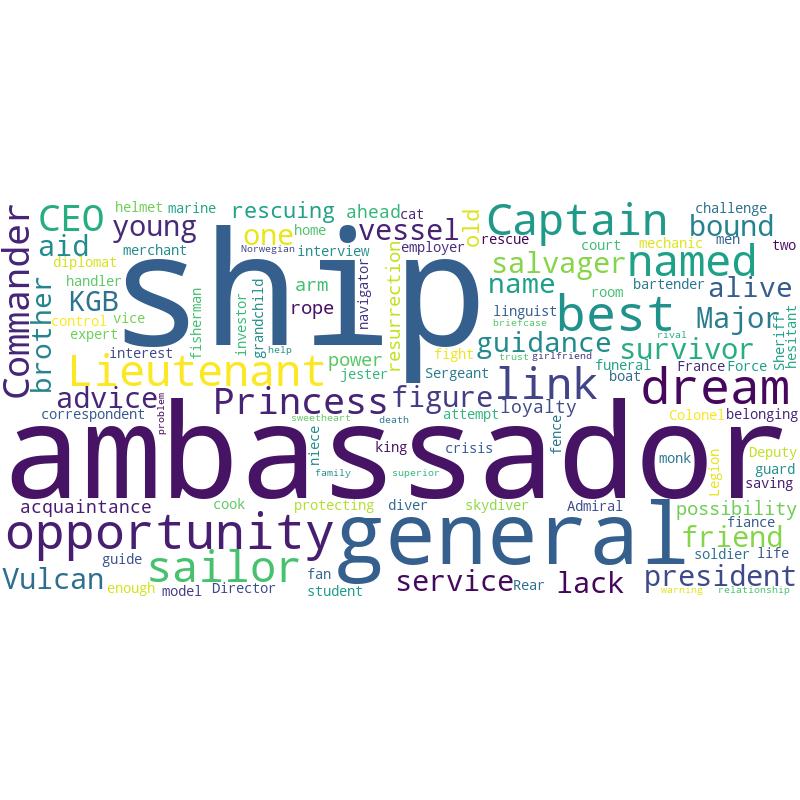 Commander
CEO
helmet
marine
rescuing
ahead
cat
old
Captain
challenge
bound
young
one
home
vessel
rescue
court
mechanic
men
two
aid
merchant
ship
Norwegian
interview
employer
salvager
named
diplomat
handler
KGB
brother
control
vice
expert
fisherman
investor
grandchild
arm
rope
navigator
resurrection
name
room
bartender
alive
linguist
best
Major
briefcase
rival
Sheriff
hesitant
interest
help
power
fight
guidance
survivor
trust
girlfriend
Lieutenant
jester
Sergeant
funeral
boat
France
Force
advice
problem
Princess
figure
link
dream
correspondent
sweetheart
death
attempt
loyalty
fence
Colonel
belonging
ambassador
niece
king
crisis
monk
Legion
Deputy
guard
family
superior
saving
acquaintance
cook
protecting
diver
skydiver
Admiral
possibility
opportunity
general
fiance
friend
guide
sailor
soldier
life
Vulcan
fan
service
Rear
lack
president
enough
model
Director
student
warning
relationship